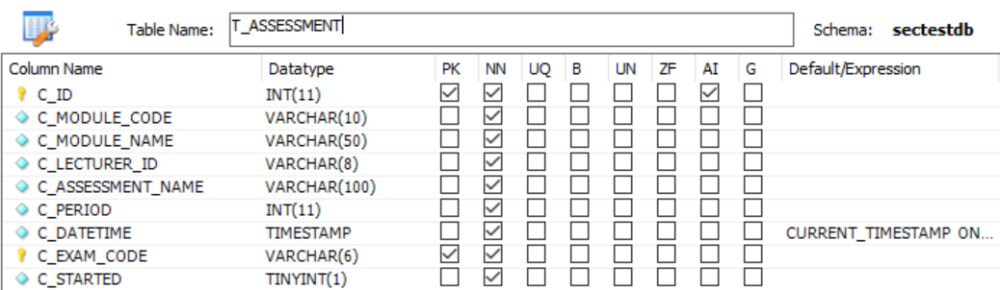 Table Name: T_ASSESSMENT Schema: sectestdb
Column Name Datatype PK NN UQ B UN ZF AI G Default/Expression
C_ID INT(11)
C_MODULE_CODE VARCHAR(10)
C_MODULE_NAME VARCHAR(50)
C_LECTURER_ID VARCHAR(8)
C_ASSESSMENT_NAME VARCHAR(100)
C_PERIOD INT(11)
C_DATETIME TIMESTAMP CURRENT_TIMESTAMP ON...
C_EXAM_CODE VARCHAR(6)
C_STARTED TINYINT(1)